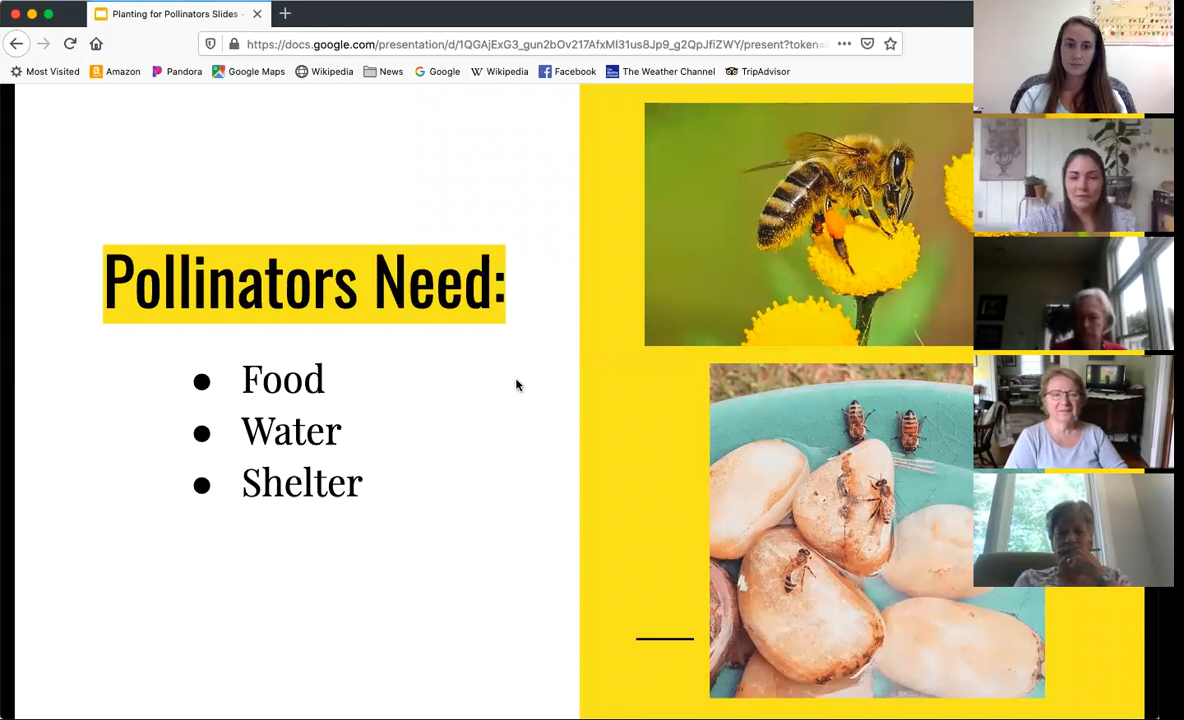 Planting for Pollinators Slides -
https://docs.google.com/presentation/d/1QGAjExG3_gun2bOv217AfxMl31us8Jp9_g2QpJfiZWY/present?token=
Most Visited Amazon Pandora Google Maps Wikipedia News Google Wikipedia Facebook The Weather Channel TripAdvisor
Pollinators Need:
● Food
● Water
● Shelter